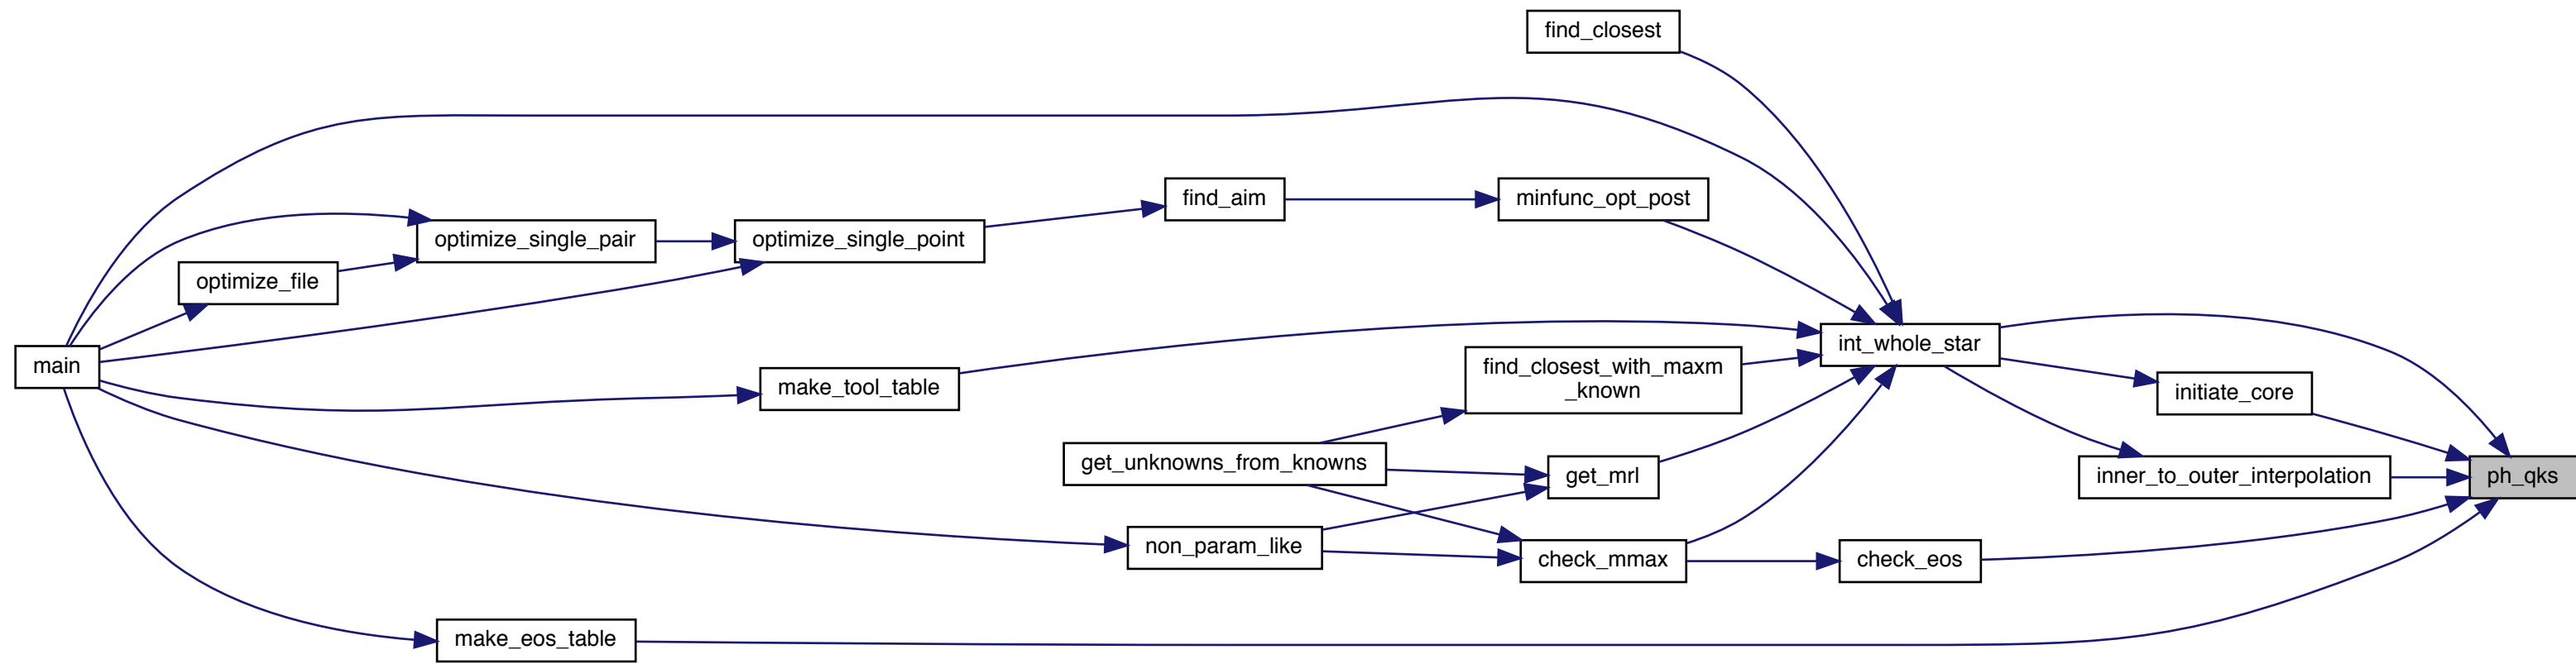 find_closest
find_aim
minfunc_opt_post
optimize_single_pair
optimize_single_point
optimize_file
int_whole_star
main
find_closest_with_maxm
_known
make_tool_table
initiate_core
get_unknowns_from_knowns
get_mrl
inner_to_outer_interpolation
ph_qks
non_param_like
check_mmax
check_eos
make_eos_table